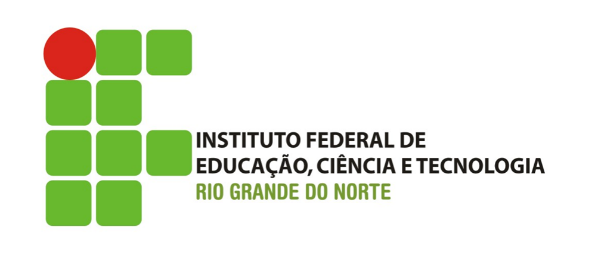 INSTITUTO FEDERAL DE
EDUCAÇÃO, CIÊNCIA E TECNOLOGIA
RIO GRANDE DO NORTE